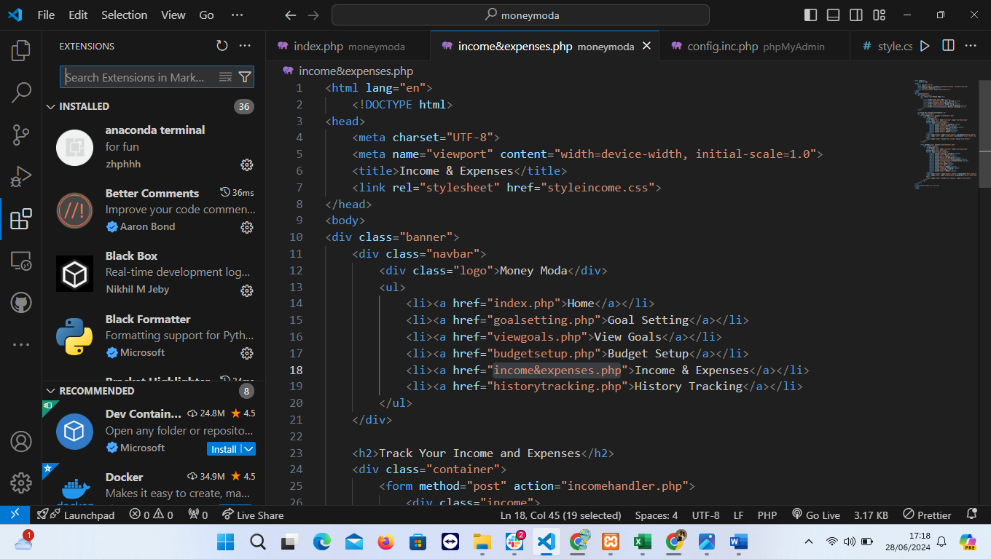 File Edit Selection View Go ··· moneymoda
EXTENSIONS
Search Extensions in Mark...
INSTALLED 36
anaconda terminal
for fun
zhphhh
Better Comments 36ms
Improve your code commen...
Aaron Bond
Black Box
Real-time development log...
Nikhil M Jeby
Black Formatter
Formatting support for Pyth...
Microsoft
RECOMMENDED 8
Dev Contain... 24.8M 4.5
Open any folder or reposito...
Microsoft Install
Docker 34.9M 4.5
Makes it easy to create, ma...
index.php moneymoda income&expenses.php moneymoda config.inc.php phpMyAdmin # style.cs
income&expenses.php
1 <html lang="en">
2 <!DOCTYPE html>
3 <head>
4 <meta charset="UTF-8">
5 <meta name="viewport" content="width=device-width, initial-scale=1.0">
6 <title>Income & Expenses</title>
7 <link rel="stylesheet" href="styleincome.css">
8 </head>
9 <body>
10 <div class="banner">
11 <div class="navbar">
12 <div class="logo">Money Moda</div>
13 <ul>
14 <li><a href="index.php">Home</a></li>
15 <li><a href="goalsetting.php">Goal Setting</a></li>
16 <li><a href="viewgoals.php">View Goals</a></li>
17 <li><a href="budgetsetup.php">Budget Setup</a></li>
18 <li><a href="income&expenses.php">Income & Expenses</a></li>
19 <li><a href="historytracking.php">History Tracking</a></li>
20 </ul>
21 </div>
22
23 <h2>Track Your Income and Expenses</h2>
24 <div class="container">
25 <form method="post" action="incomehandler.php">
26 <div class="income">
Launchpad 0 0 0 Live Share Ln 18, Col 45 (19 selected) Spaces: 4 UTF-8 LF PHP Go Live 3.17 KB Prettier
17:18
28/06/2024